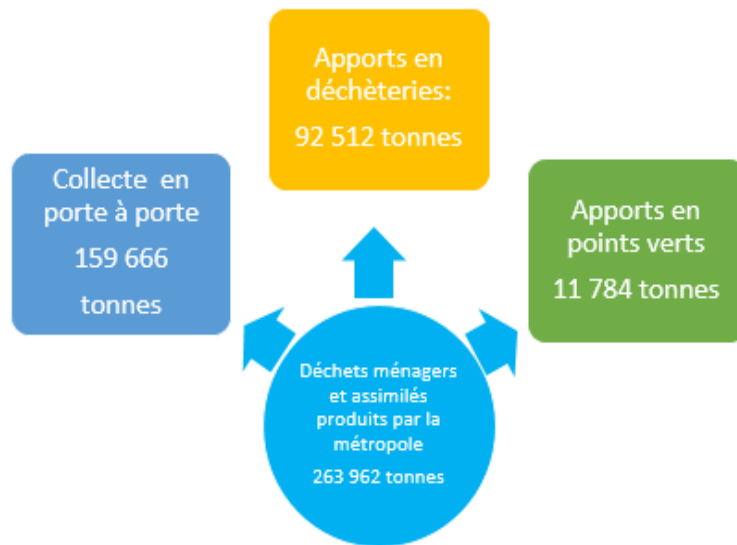 Apports en
déchèteries:
92 512 tonnes
Collecte en
porte à porte
159 666
tonnes
Apports en
points verts
11 784 tonnes
Déchets ménagers
et assimilés
produits par la
métropole
263 962 tonnes